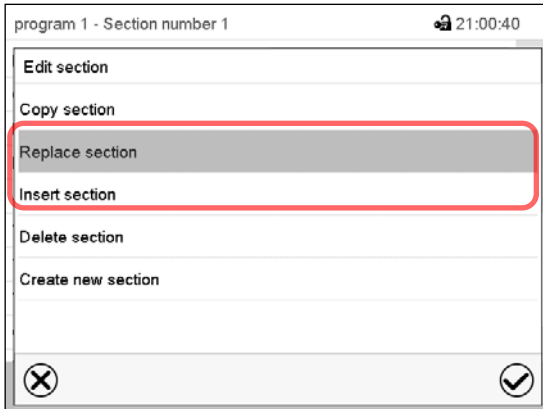 program 1 - Section number 1 21:00:40
Edit section
Copy section
Replace section
Insert section
Delete section
Create new section